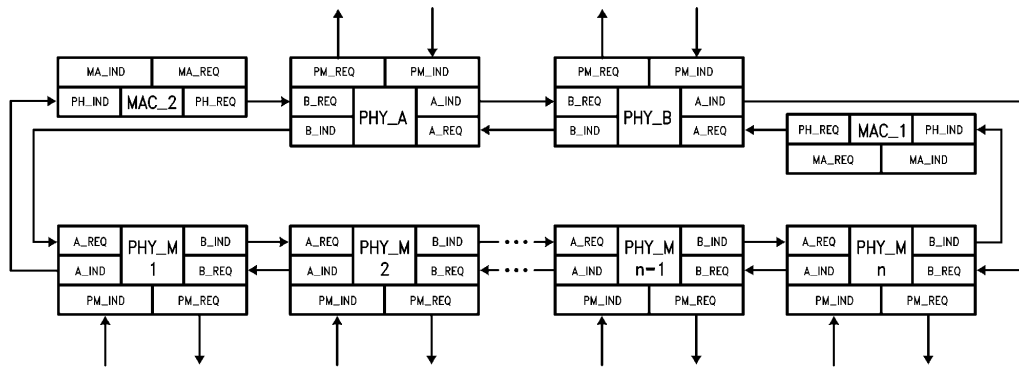 MA_IND MA_REQ
PH_IND MAC_2 PH_REQ
PM_REQ PM_IND
B_REQ PHY_A A_IND
B_IND A_REQ
PM_REQ PM_IND
B_REQ PHY_B A_IND
B_IND A_REQ
PH_REQ MAC_1 PH_IND
MA_REQ MA_IND
A_REQ PHY_M B_IND
A_IND 1 B_REQ
PM_IND PM_REQ
A_REQ PHY_M B_IND
A_IND 2 B_REQ
PM_IND PM_REQ
A_REQ PHY_M B_IND
A_IND n-1 B_REQ
PM_IND PM_REQ
A_REQ PHY_M B_IND
A_IND n B_REQ
PM_IND PM_REQ